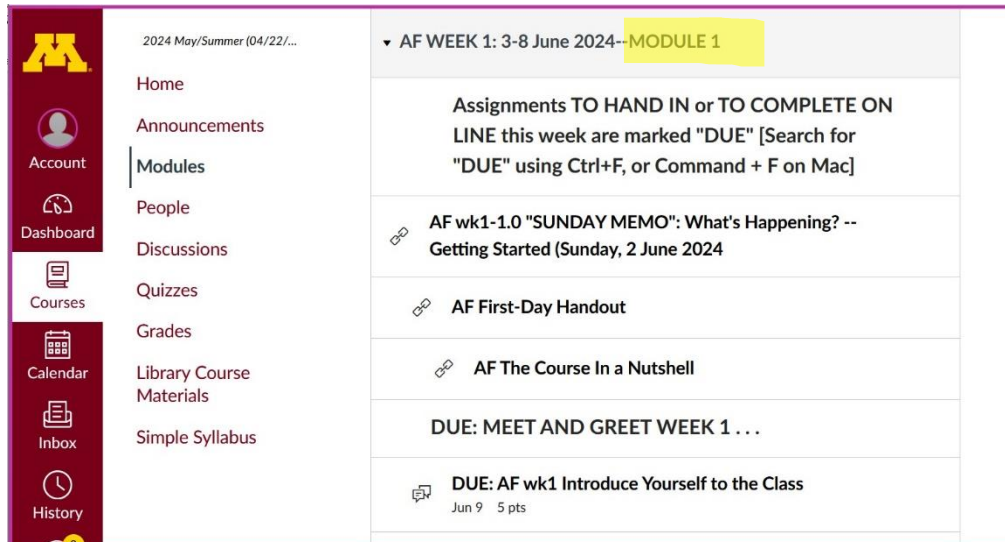 M
Account
Dashboard
Courses
Calendar
Inbox
History
2024 May/Summer (04/22/...
Home
Announcements
Modules
People
Discussions
Quizzes
Grades
Library Course
Materials
Simple Syllabus
AF WEEK 1: 3-8 June 2024--MODULE 1
Assignments TO HAND IN or TO COMPLETE ON
LINE this week are marked "DUE" [Search for
"DUE" using Ctrl+F, or Command + F on Mac]
AF wk1-1.0 "SUNDAY MEMO": What's Happening? --
Getting Started (Sunday, 2 June 2024
AF First-Day Handout
AF The Course In a Nutshell
DUE: MEET AND GREET WEEK 1 . . .
DUE: AF wk1 Introduce Yourself to the Class
Jun 9 5 pts